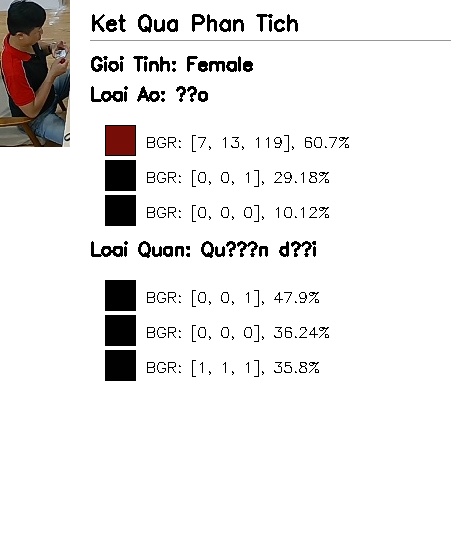 Ket Qua Phan Tich
Gioi Tinh: Female
Loai Ao: ??o
BGR: [7, 13, 119], 60.7%
BGR: [0, 0, 1], 29.18%
BGR: [0, 0, 0], 10.12%
Loai Quan: Qu???n d??i
BGR: [0, 0, 1], 47.9%
BGR: [0, 0, 0], 36.24%
BGR: [1, 1, 1], 35.8%